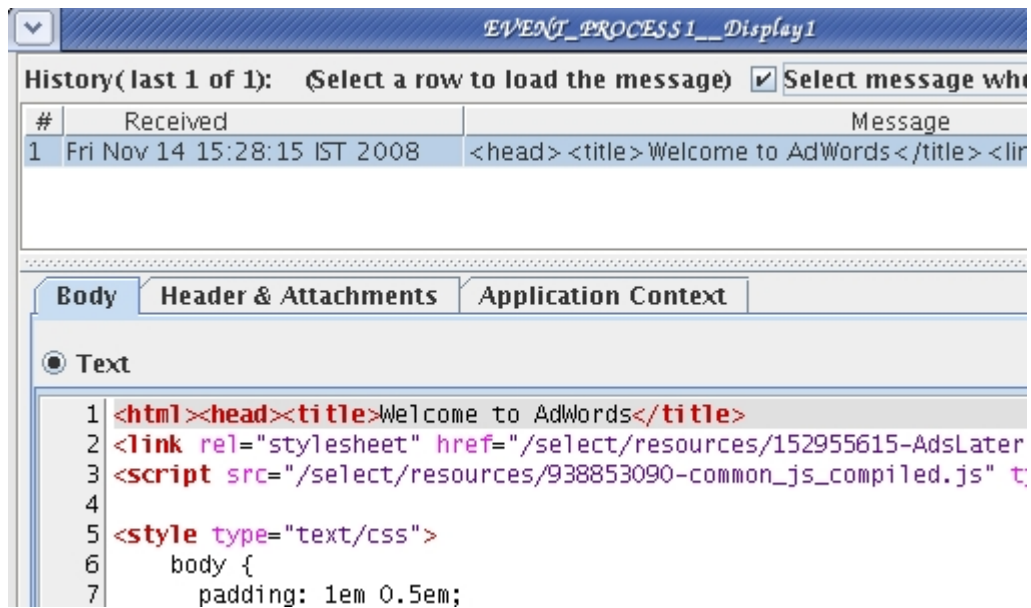 EVENT_PROCESS1__Display1
History( last 1 of 1): (Select a row to load the message) Select message
# Received Message
1 Fri Nov 14 15:28:15 IST 2008 <head><title>Welcome to AdWords</title><lin
Body Header & Attachments Application Context
Text
1 <html><head><title>Welcome to AdWords</title>
2 <link rel="stylesheet" href="/select/resources/152955615-AdsLater
3 <script src="/select/resources/938853090-common_js_compiled.js"
4
5 <style type="text/css">
6 body {
7 padding: 1em 0.5em;